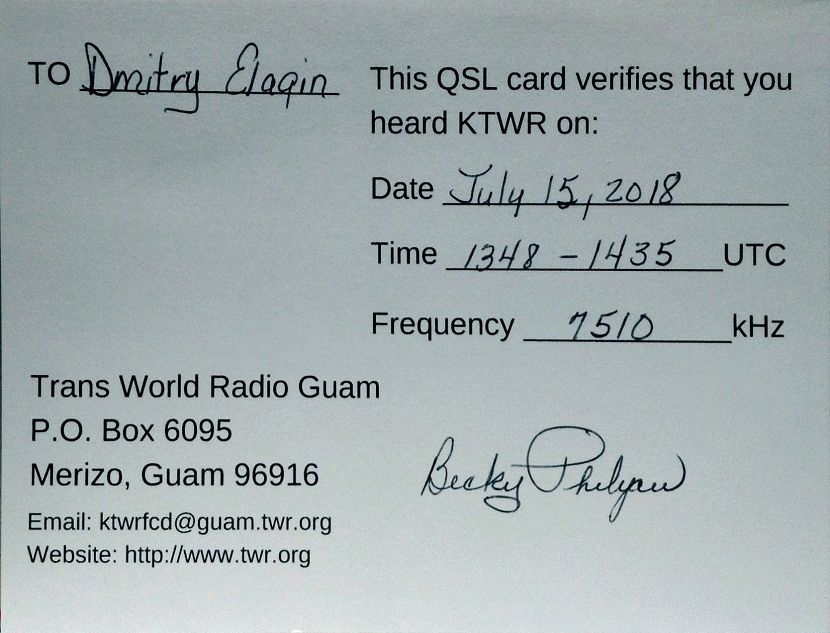 TO Dmitry Elagin
This QSL card verifies that you
heard KTWR on:
Date July 15, 2018
Time 1348 - 1435 UTC
Frequency 7510 kHz
Trans World Radio Guam
P.O. Box 6095
Merizo, Guam 96916
Email: ktwrfcd@guam.twr.org
Website: http://www.twr.org
Becky